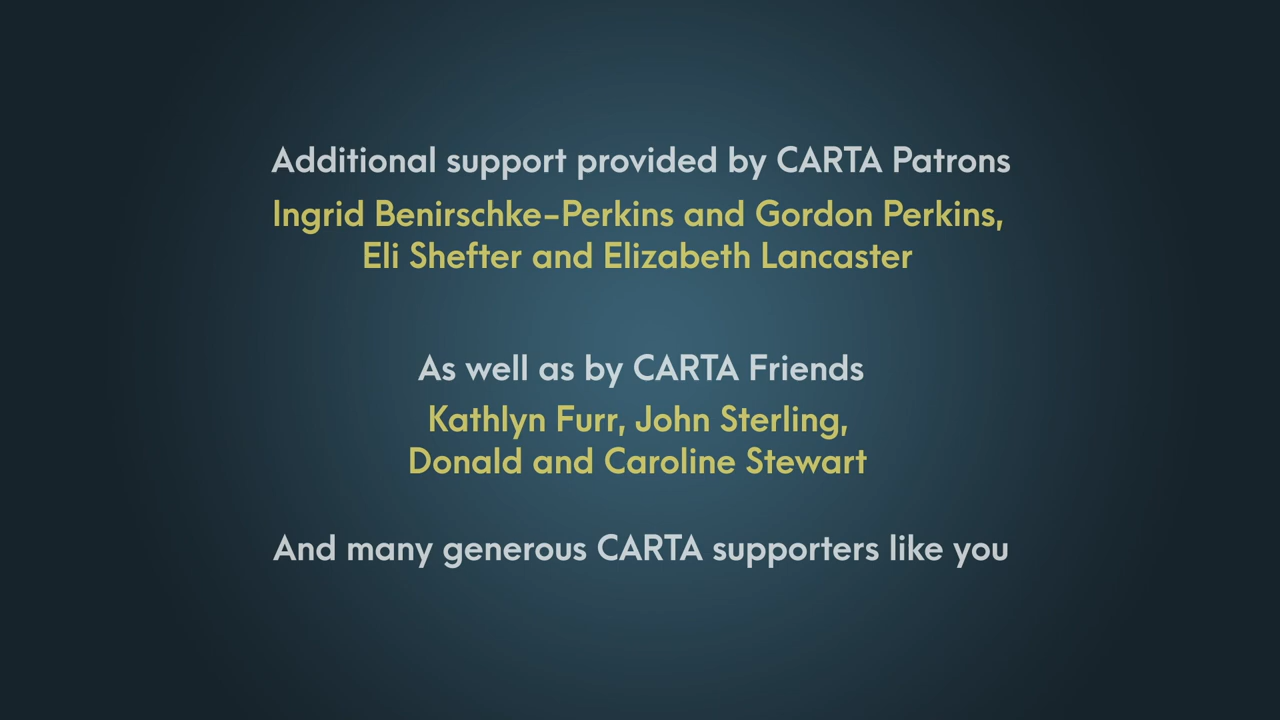 Additional support provided by CARTA Patrons
Ingrid Benirschke-Perkins and Gordon Perkins,
Eli Shefter and Elizabeth Lancaster
As well as by CARTA Friends
Kathlyn Furr, John Sterling,
Donald and Caroline Stewart
And many generous CARTA supporters like you